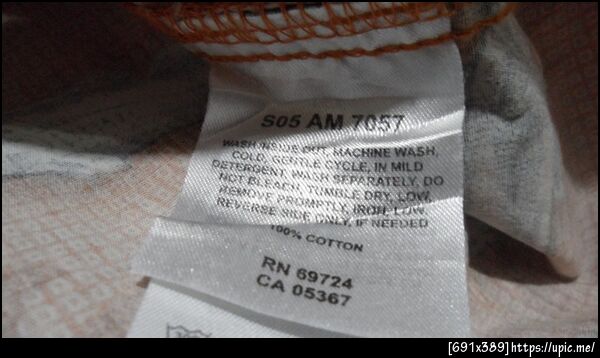 S05 AM 7057
WASH INSIDE OUT, MACHINE WASH,
COLD, GENTLE CYCLE, IN MILD
DETERGENT. WASH SEPARATELY, DO
NOT BLEACH, TUMBLE DRY, LOW,
REMOVE PROMPTLY, IRON, LOW,
REVERSE SIDE ONLY, IF NEEDED
100% COTTON
RN 69724
CA 05367
[691x389]https://upic.me/